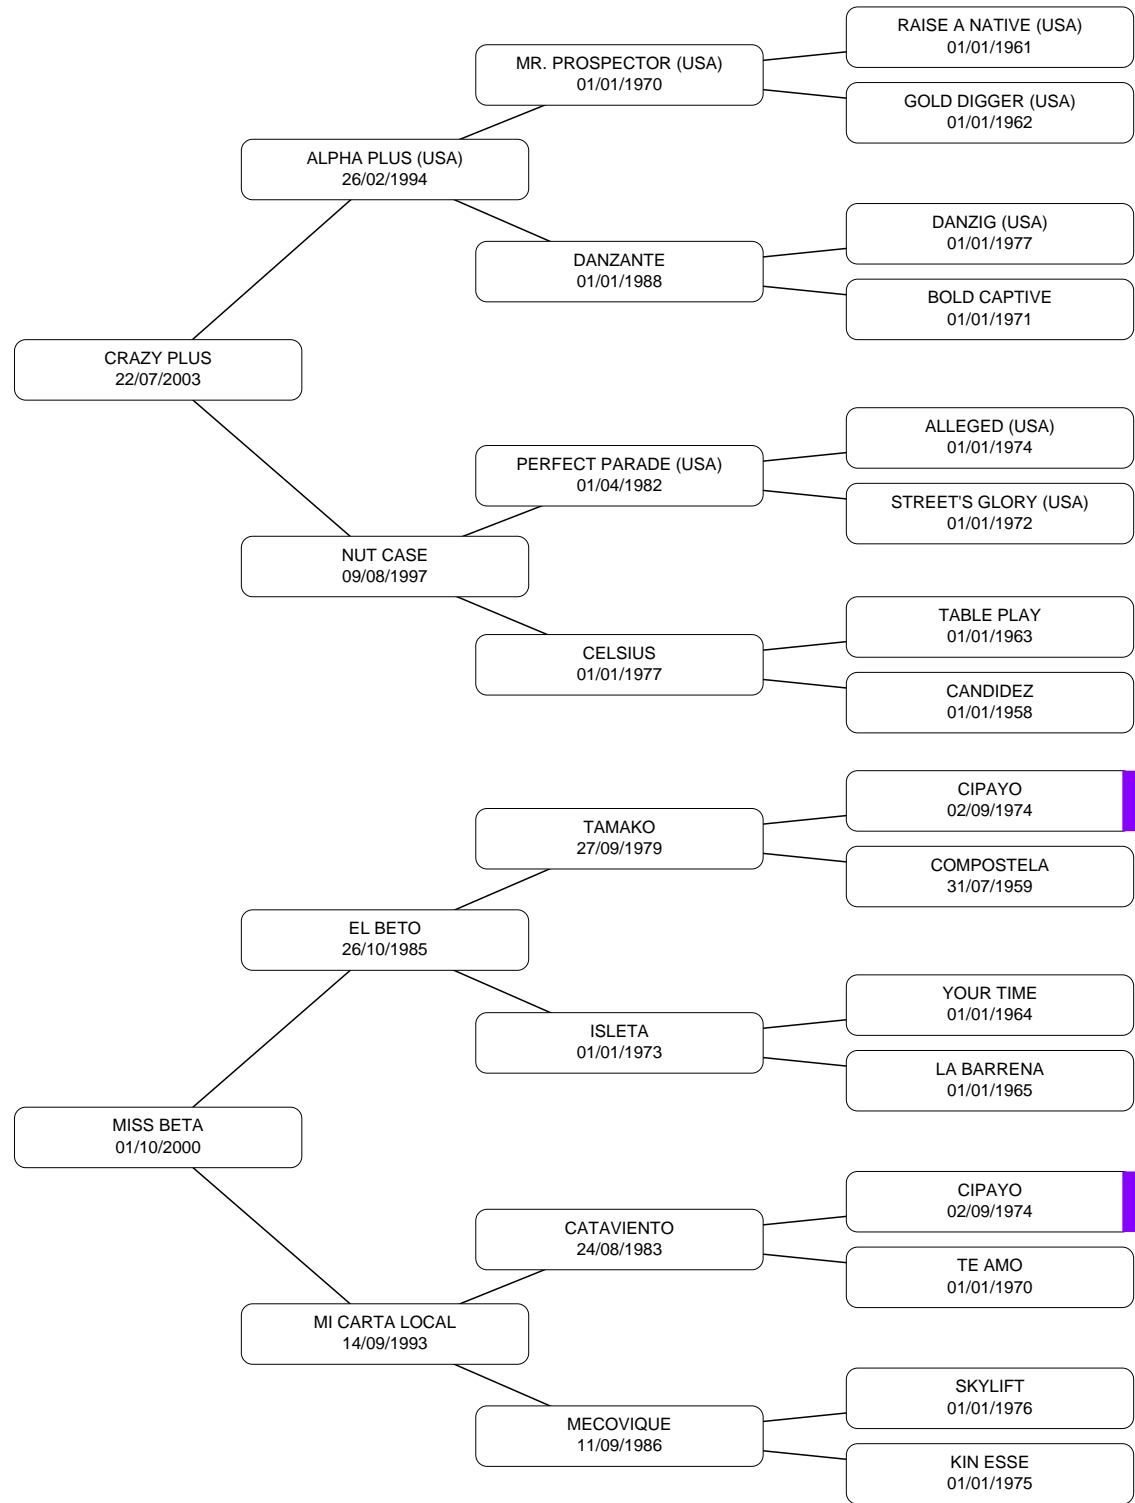 RAISE A NATIVE (USA)
01/01/1961
MR. PROSPECTOR (USA)
01/01/1970
GOLD DIGGER (USA)
01/01/1962
ALPHA PLUS (USA)
26/02/1994
DANZIG (USA)
01/01/1977
DANZANTE
01/01/1988
BOLD CAPTIVE
01/01/1971
CRAZY PLUS
22/07/2003
ALLEGED (USA)
01/01/1974
PERFECT PARADE (USA)
01/04/1982
STREET'S GLORY (USA)
01/01/1972
NUT CASE
09/08/1997
TABLE PLAY
01/01/1963
CELSIUS
01/01/1977
CANDIDEZ
01/01/1958
CIPAYO
02/09/1974
TAMAKO
27/09/1979
COMPOSTELA
31/07/1959
EL BETO
26/10/1985
YOUR TIME
01/01/1964
ISLETA
01/01/1973
LA BARRENA
01/01/1965
MISS BETA
01/10/2000
CIPAYO
02/09/1974
CATAVIENTO
24/08/1983
TE AMO
01/01/1970
MI CARTA LOCAL
14/09/1993
SKYLIFT
01/01/1976
MECOVIQUE
11/09/1986
KIN ESSE
01/01/1975